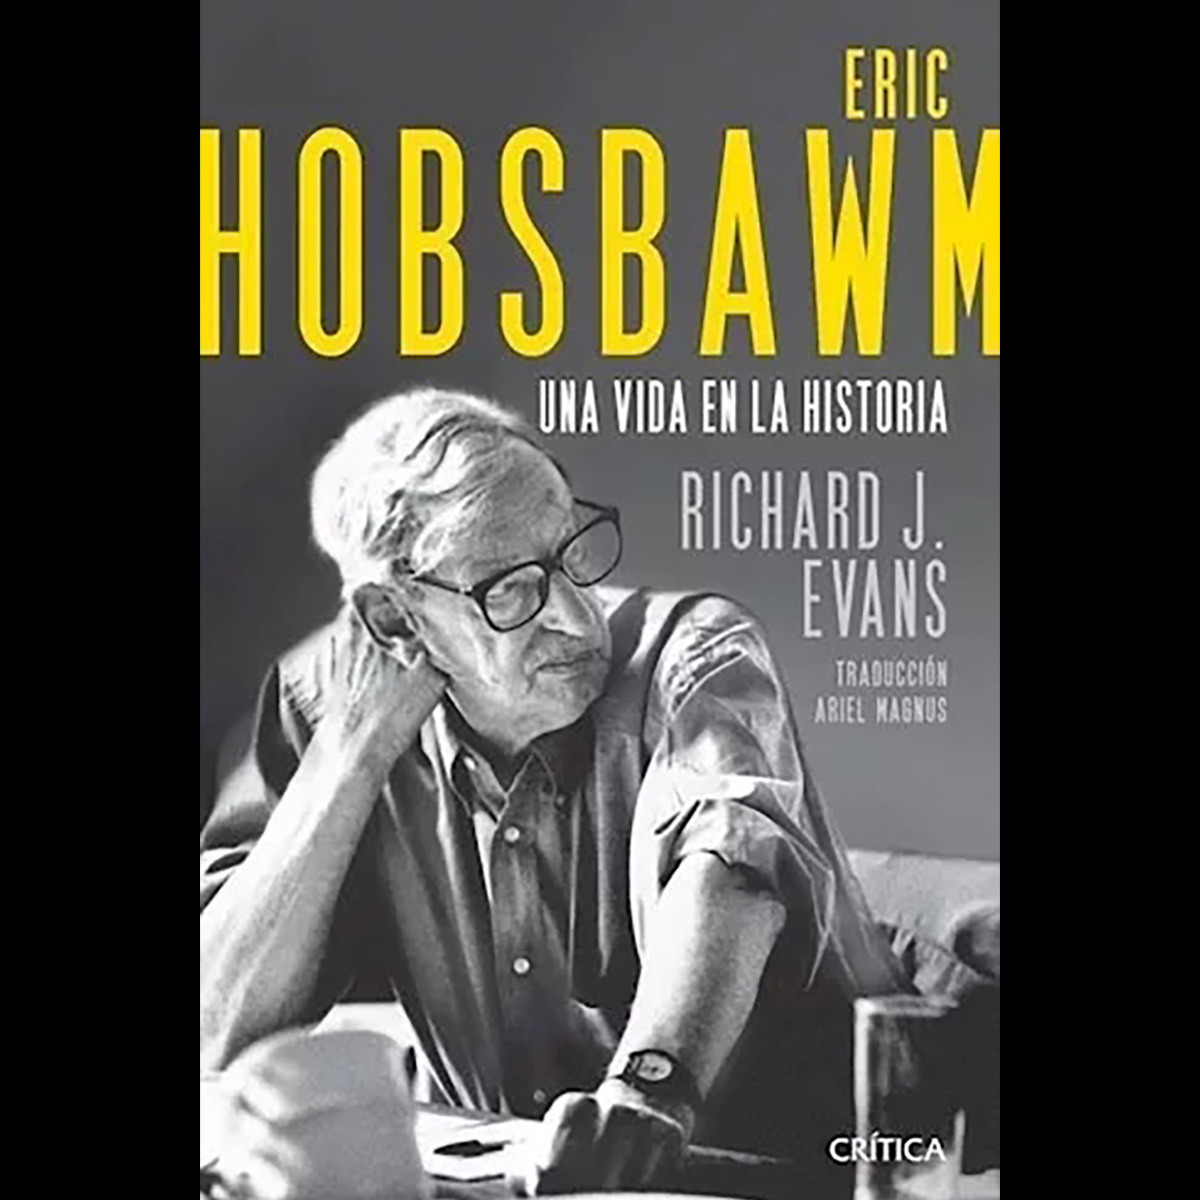 ERIC
HOBSBAWM
UNA VIDA EN LA HISTORIA
RICHARD J.
EVANS
TRADUCCIÓN
ARIEL MAGNUS
CRÍTICA